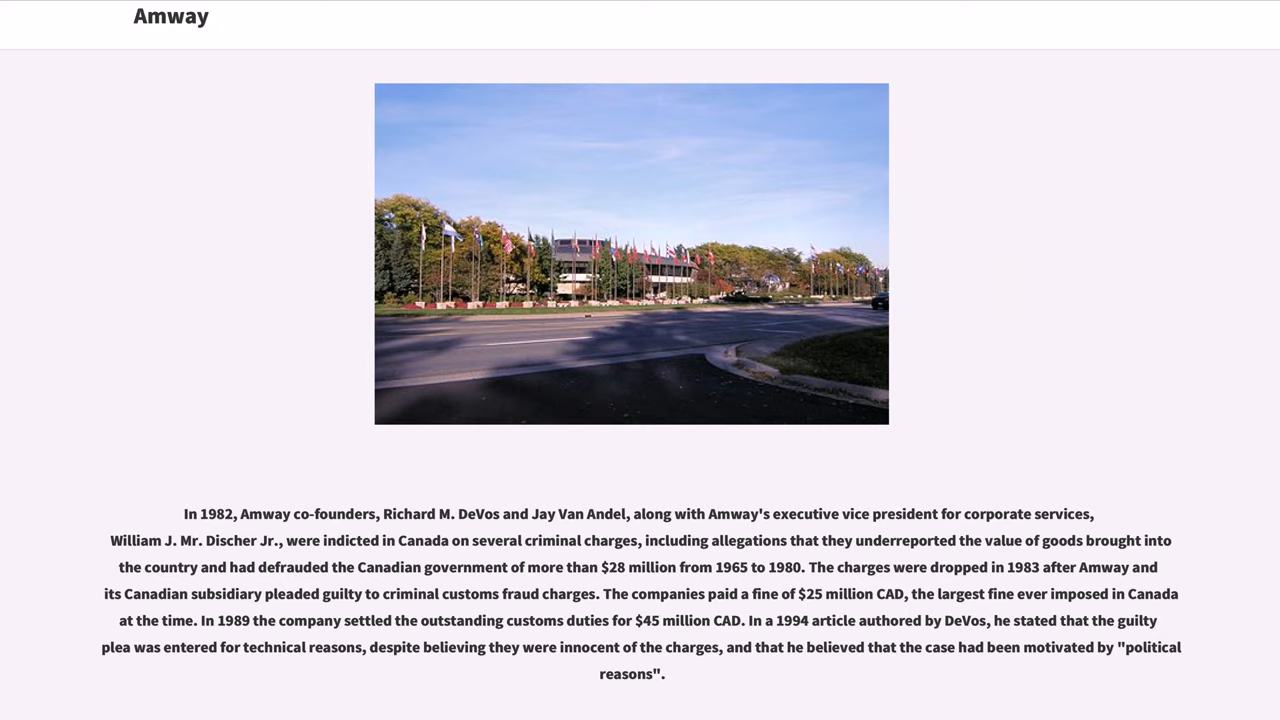 Amway
In 1982, Amway co-founders, Richard M. DeVos and Jay Van Andel, along with Amway's executive vice president for corporate services,
William J. Mr. Discher Jr., were indicted in Canada on several criminal charges, including allegations that they underreported the value of goods brought into
the country and had defrauded the Canadian government of more than $28 million from 1965 to 1980. The charges were dropped in 1983 after Amway and
its Canadian subsidiary pleaded guilty to criminal customs fraud charges. The companies paid a fine of $25 million CAD, the largest fine ever imposed in Canada
at the time. In 1989 the company settled the outstanding customs duties for $45 million CAD. In a 1994 article authored by DeVos, he stated that the guilty
plea was entered for technical reasons, despite believing they were innocent of the charges, and that he believed that the case had been motivated by "political
reasons".